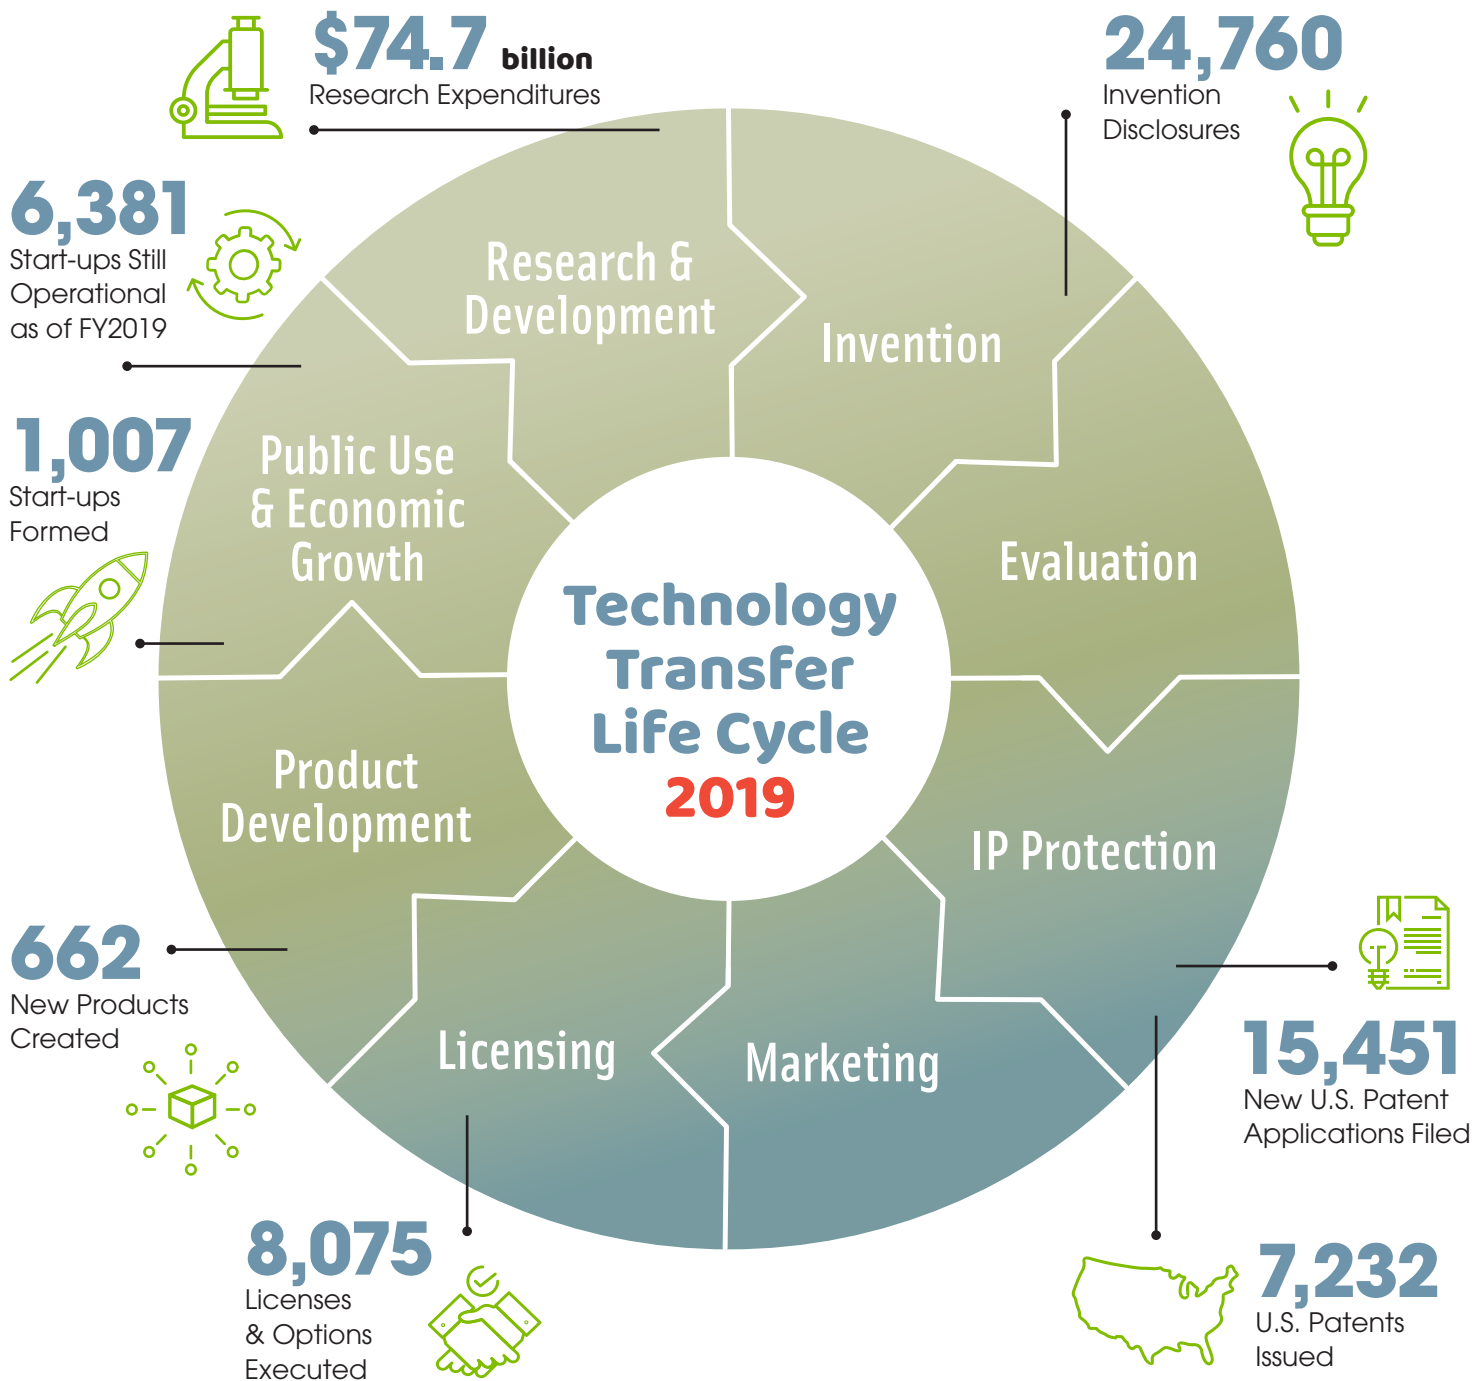 $74.7 billion
Research Expenditures
24,760
Invention
Disclosures
6,381
Start-ups Still
Operational
as of FY2019
1,007
Start-ups
Formed
Research &
Development
Invention
Evaluation
IP Protection
Marketing
Licensing
Product
Development
Public Use
& Economic
Growth
Technology
Transfer
Life Cycle
2019
662
New Products
Created
15,451
New U.S. Patent
Applications Filed
8,075
Licenses
& Options
Executed
7,232
U.S. Patents
Issued